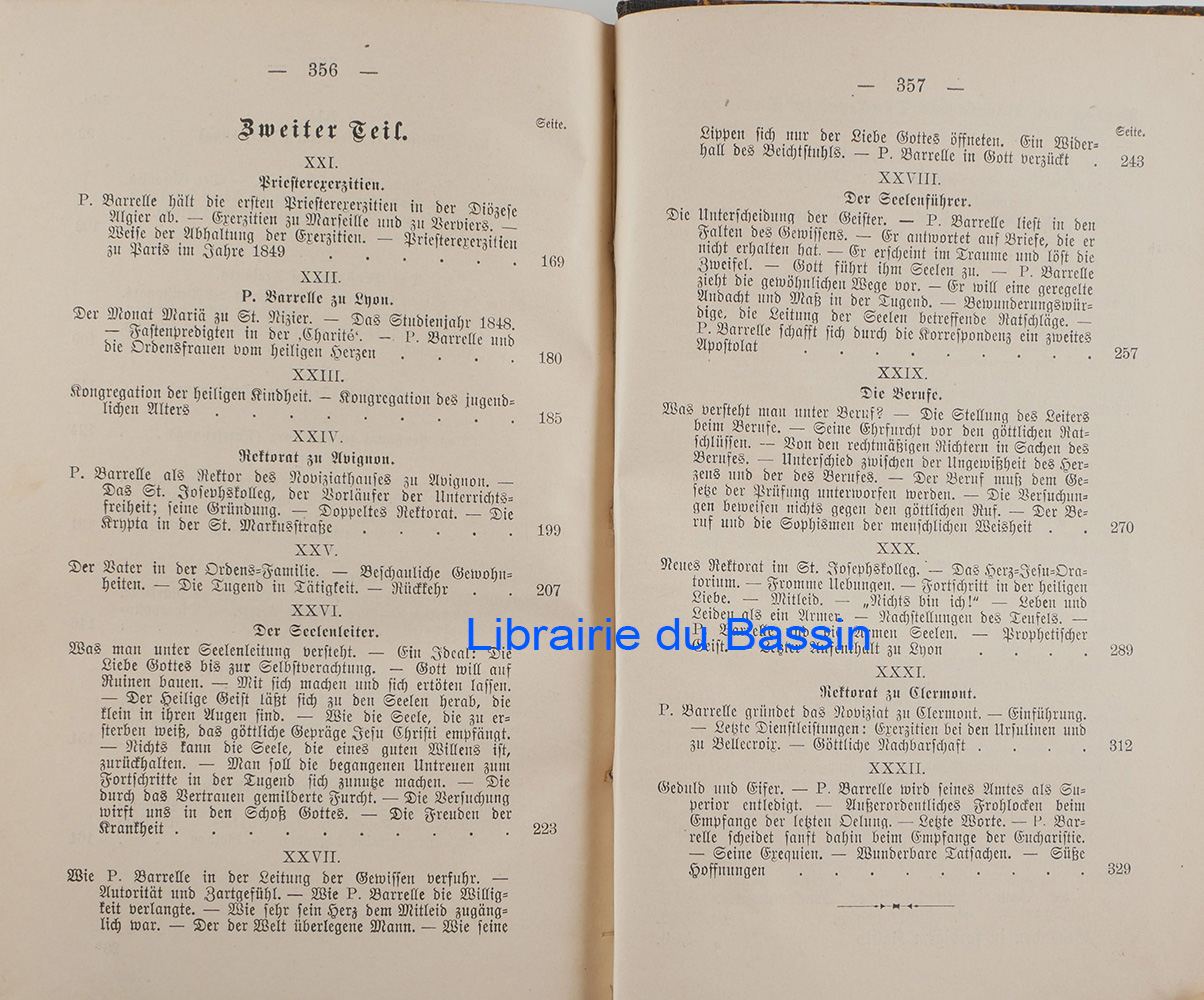 — 356 —
Zweiter Teil.
Seite.
XXI.
Priesterexerzitien.
P. Barrelle hält die ersten Priesterexerzitien in der Diözese
Algier ab. — Exerzitien zu Marseille und zu Verviers. —
Weise der Abhaltung der Exerzitien. — Priesterexerzitien
zu Paris im Jahre 1849 . . . . . . 169
XXII.
P. Barrelle zu Lyon.
Der Monat Mariä zu St. Nizier. — Das Studienjahr 1848.
— Fastenpredigten in der ‚Charité‘. — P. Barrelle und
die Ordensfrauen vom heiligen Herzen . . . . 180
XXIII.
Kongregation der heiligen Kindheit. — Kongregation des jugend=
lichen Alters . . . . . . . . 185
XXIV.
Rektorat zu Avignon.
P. Barrelle als Rektor des Noviziathauses zu Avignon. —
Das St. Josephskolleg, der Vorläufer der Unterrichts=
freiheit; seine Gründung. — Doppeltes Rektorat. — Die
Krypta in der St. Markusstraße . . . . . 199
XXV.
Der Vater in der Ordens=Familie. — Beschauliche Gewohn=
heiten. — Die Tugend in Tätigkeit. — Rückkehr . . 207
XXVI.
Der Seelenleiter.
Was man unter Seelenleitung versteht. — Ein Ideal: Die
Liebe Gottes bis zur Selbstverachtung. — Gott will auf
Ruinen bauen. — Mit sich machen und sich ertöten lassen.
— Der Heilige Geist läßt sich zu den Seelen herab, die
klein in ihren Augen sind. — Wie die Seele, die zu er=
sterben weiß, das göttliche Gepräge Jesu Christi empfängt.
— Nichts kann die Seele, die eines guten Willens ist,
zurückhalten. — Man soll die begangenen Untreuen zum
Fortschritte in der Tugend sich zunutze machen. — Die
durch das Vertrauen gemilderte Furcht. — Die Versuchung
wirft uns in den Schoß Gottes. — Die Freuden der
Krankheit . . . . . . . . . . 223
XXVII.
Wie P. Barrelle in der Leitung der Gewissen verfuhr. —
Autorität und Zartgefühl. — Wie P. Barrelle die Willig=
keit verlangte. — Wie sehr sein Herz dem Mitleid zugäng=
lich war. — Der der Welt überlegene Mann. — Wie seine
— 357 —
Seite.
Lippen sich nur der Liebe Gottes öffneten. Ein Wider=
hall des Beichtstuhls. — P. Barrelle in Gott verzückt . 243
XXVIII.
Der Seelenführer.
Die Unterscheidung der Geister. — P. Barrelle liest in den
Falten des Gewissens. — Er antwortet auf Briefe, die er
nicht erhalten hat. — Er erscheint im Traume und löst die
Zweifel. — Gott führt ihm Seelen zu. — P. Barrelle
zieht die gewöhnlichen Wege vor. — Er will eine geregelte
Andacht und Maß in der Tugend. — Bewunderungswür=
dige, die Leitung der Seelen betreffende Ratschläge. —
P. Barrelle schafft sich durch die Korrespondenz ein zweites
Apostolat . . . . . . . . . 257
XXIX.
Die Berufe.
Was versteht man unter Beruf? — Die Stellung des Leiters
beim Berufe. — Seine Ehrfurcht vor den göttlichen Rat=
schlüssen. — Von den rechtmäßigen Richtern in Sachen des
Berufes. — Unterschied zwischen der Ungewißheit des Her=
zens und der des Berufes. — Der Beruf muß dem Ge=
setze der Prüfung unterworfen werden. — Die Versuchun=
gen beweisen nichts gegen den göttlichen Ruf. — Der Be=
ruf und die Sophismen der menschlichen Weisheit . . 270
XXX.
Neues Rektorat im St. Josephskolleg. — Das Herz=Jesu=Ora=
torium. — Fromme Uebungen. — Fortschritt in der heiligen
Liebe. — Mitleid. — „Nichts bin ich!“ — Leben und
Leiden als ein Armer. — Nachstellungen des Teufels. —
P. Barrelle und die Armen Seelen. — Prophetischer
Geist. — Letzter Aufenthalt zu Lyon . . . . 289
Librairie du Bassin
XXXI.
Rektorat zu Clermont.
P. Barrelle gründet das Noviziat zu Clermont. — Einführung.
— Letzte Dienstleistungen: Exerzitien bei den Ursulinen und
zu Bellecroix. — Göttliche Nachbarschaft . . . . 312
XXXII.
Geduld und Eifer. — P. Barrelle wird seines Amtes als Su=
perior entledigt. — Außerordentliches Frohlocken beim
Empfange der letzten Oelung. — Letzte Worte. — P. Bar=
relle scheidet sanft dahin beim Empfange der Eucharistie.
— Seine Exequien. — Wunderbare Tatsachen. — Süße
Hoffnungen . . . . . . . . . 329